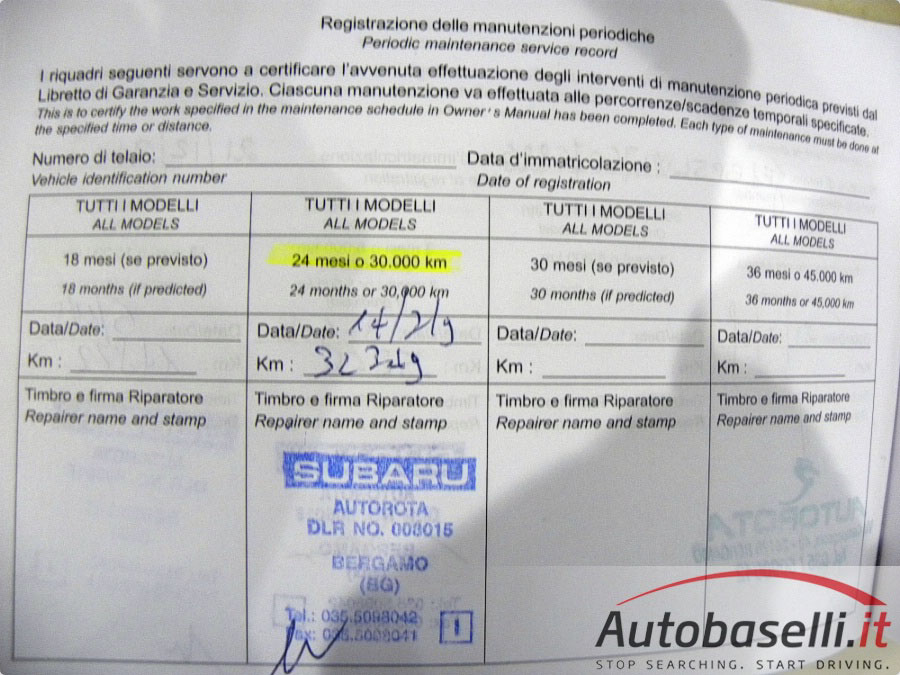 Registrazione delle manutenzioni periodiche
Periodic maintenance service record
I riquadri seguenti servono a certificare l'avvenuta effettuazione degli interventi di manutenzione periodica previsti dal
Libretto di Garanzia e Servizio. Ciascuna manutenzione va effettuata alle percorrenze/scadenze temporali specificate.
This is to certify the work specified in the maintenance schedule in Owner's Manual has been completed. Each type of maintenance must be done at
the specified time or distance.
Numero di telaio: Data d'immatricolazione :
Vehicle identification number Date of registration
TUTTI I MODELLI
ALL MODELS
18 mesi (se previsto)
18 months (if predicted)
Data/Date:
Km :
Timbro e firma Riparatore
Repairer name and stamp
TUTTI I MODELLI
ALL MODELS
24 mesi o 30.000 km
24 months or 30,000 km
Data/Date: 14/2/9
Km :
Timbro e firma Riparatore
Repairer name and stamp
SUBARU
AUTOROTA
DLR NO. 008015
BERGAMO
(BG)
Tel.: 035.5098042
Fax: 035.5098041
1
TUTTI I MODELLI
ALL MODELS
30 mesi (se previsto)
30 months (if predicted)
Data/Date:
Km :
Timbro e firma Riparatore
Repairer name and stamp
TUTTI I MODELLI
ALL MODELS
36 mesi o 45.000 km
36 months or 45,000 km
Data/Date:
Km :
Timbro e firma Riparatore
Repairer name and stamp
Autobaselli.it
STOP SEARCHING. START DRIVING.